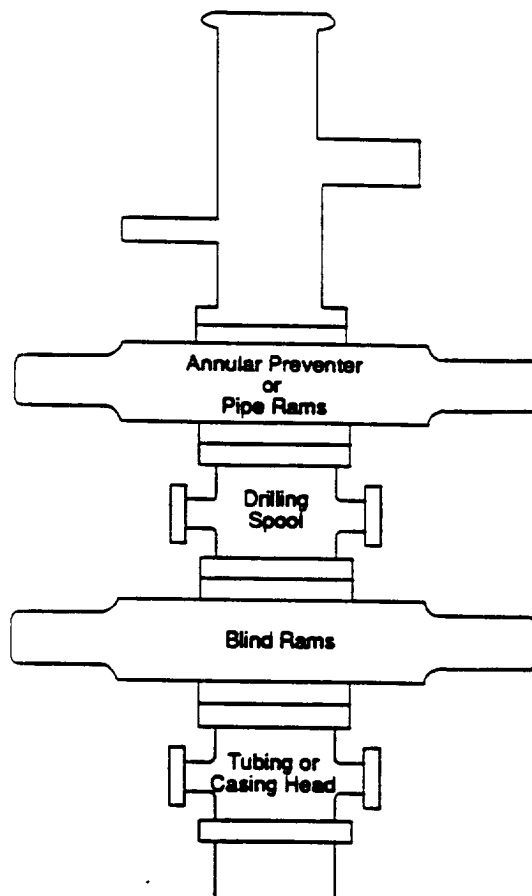 Annular Preventer
or
Pipe Rams
Drilling
Spool
Blind Rams
Tubing or
Casing Head